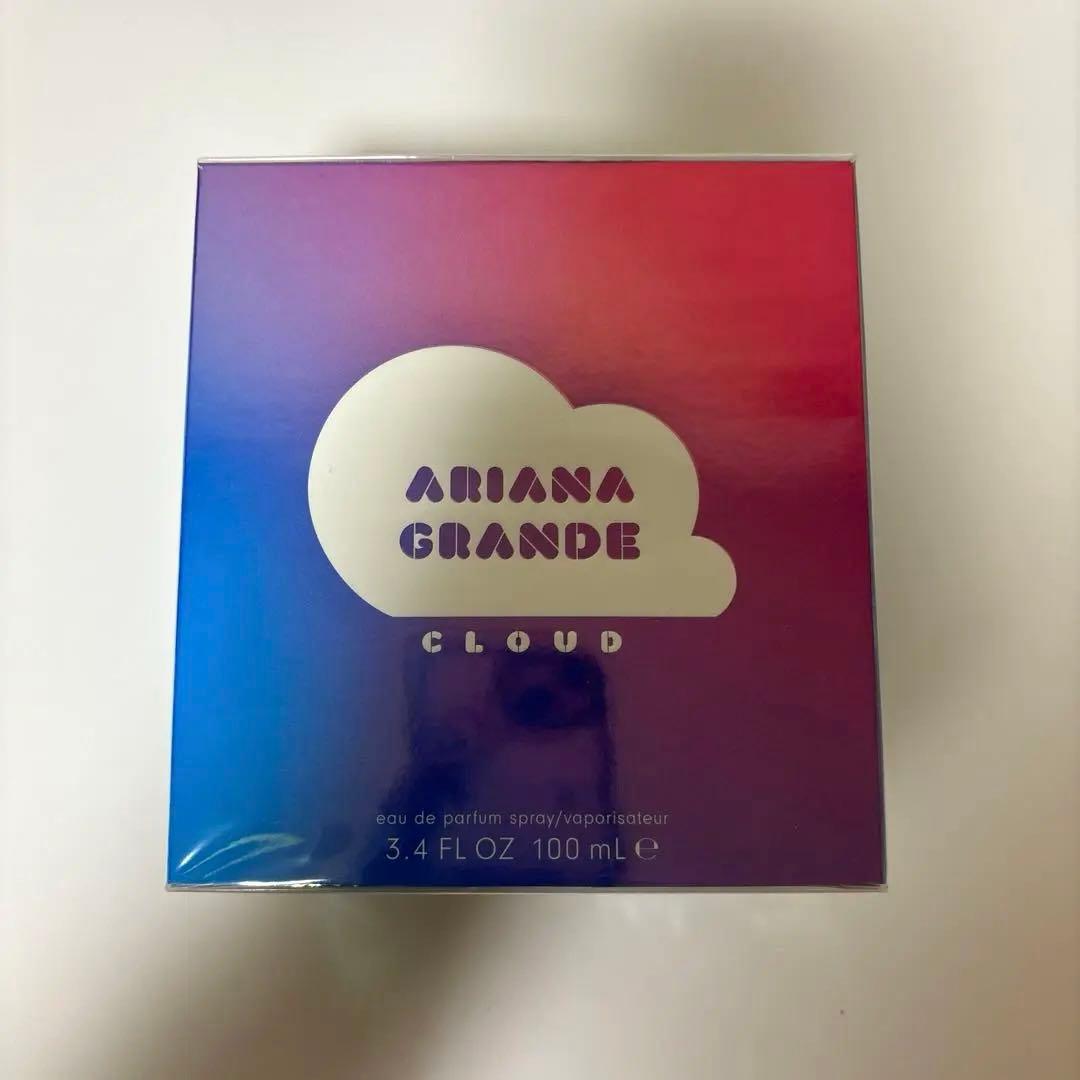 ARIANA
GRANDE
CLOUD
eau de parfum spray/vaporisateur
3.4 FL OZ 100 mL ℮